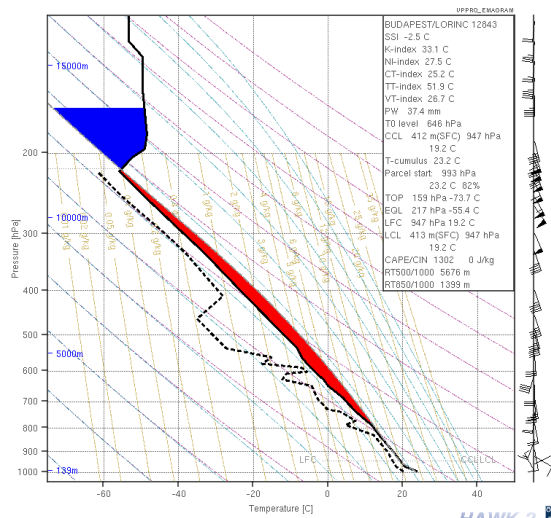 VPPRO_EMAGRAM
BUDAPEST/LORINC 12843
SSI -2.5 C
K-index 33.1 C
NI-index 27.5 C
CT-index 25.2 C
TT-index 51.9 C
VT-index 26.7 C
PW 37.4 mm
T0 level 646 hPa
CCL 412 m(SFC) 947 hPa
19.2 C
T-cumulus 23.2 C
Parcel start: 993 hPa
23.2 C 82%
TOP 159 hPa -73.7 C
EQL 217 hPa -55.4 C
LFC 947 hPa 19.2 C
LCL 413 m(SFC) 947 hPa
19.2 C
CAPE/CIN 1302 0 J/kg
RT500/1000 5676 m
RT850/1000 1399 m
15000m
10000m
5000m
139m
200
300
400
500
600
700
800
900
1000
Pressure [hPa]
LFC
CCL
LCL
-60
-40
-20
0
20
40
Temperature [C]
HAWK 3